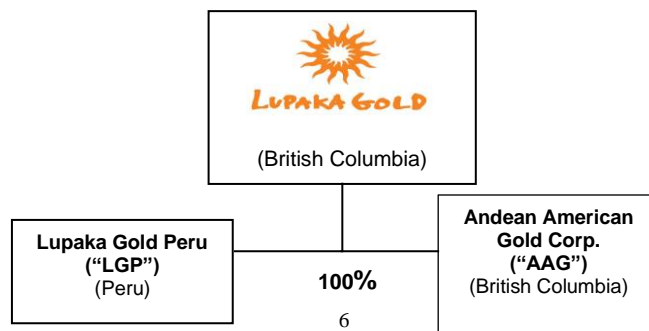 LUPAKA GOLD
(British Columbia)
Lupaka Gold Peru
(“LGP”)
(Peru)
100%
Andean American
Gold Corp.
(“AAG”)
(British Columbia)
6